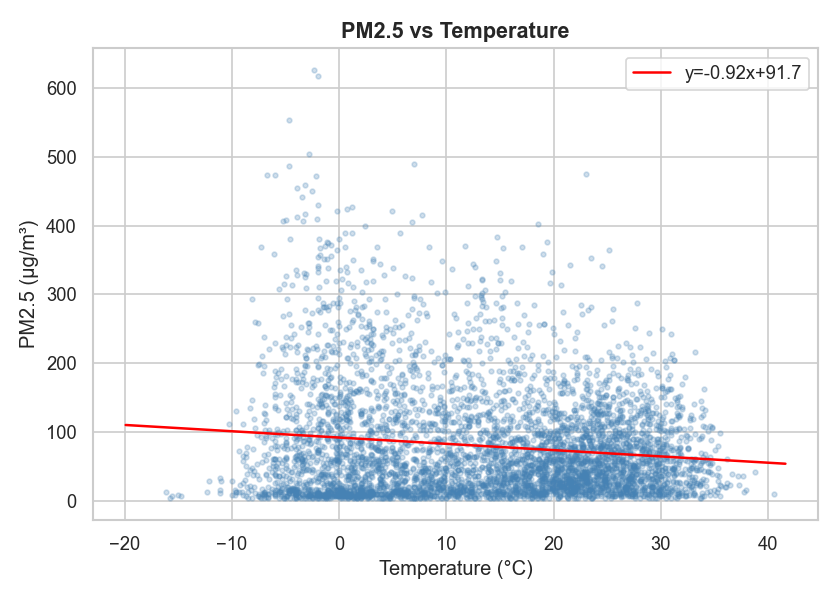 PM2.5 vs Temperature
y=-0.92x+91.7
PM2.5 (µg/m³)
600
500
400
300
200
100
0
−20 −10 0 10 20 30 40
Temperature (°C)